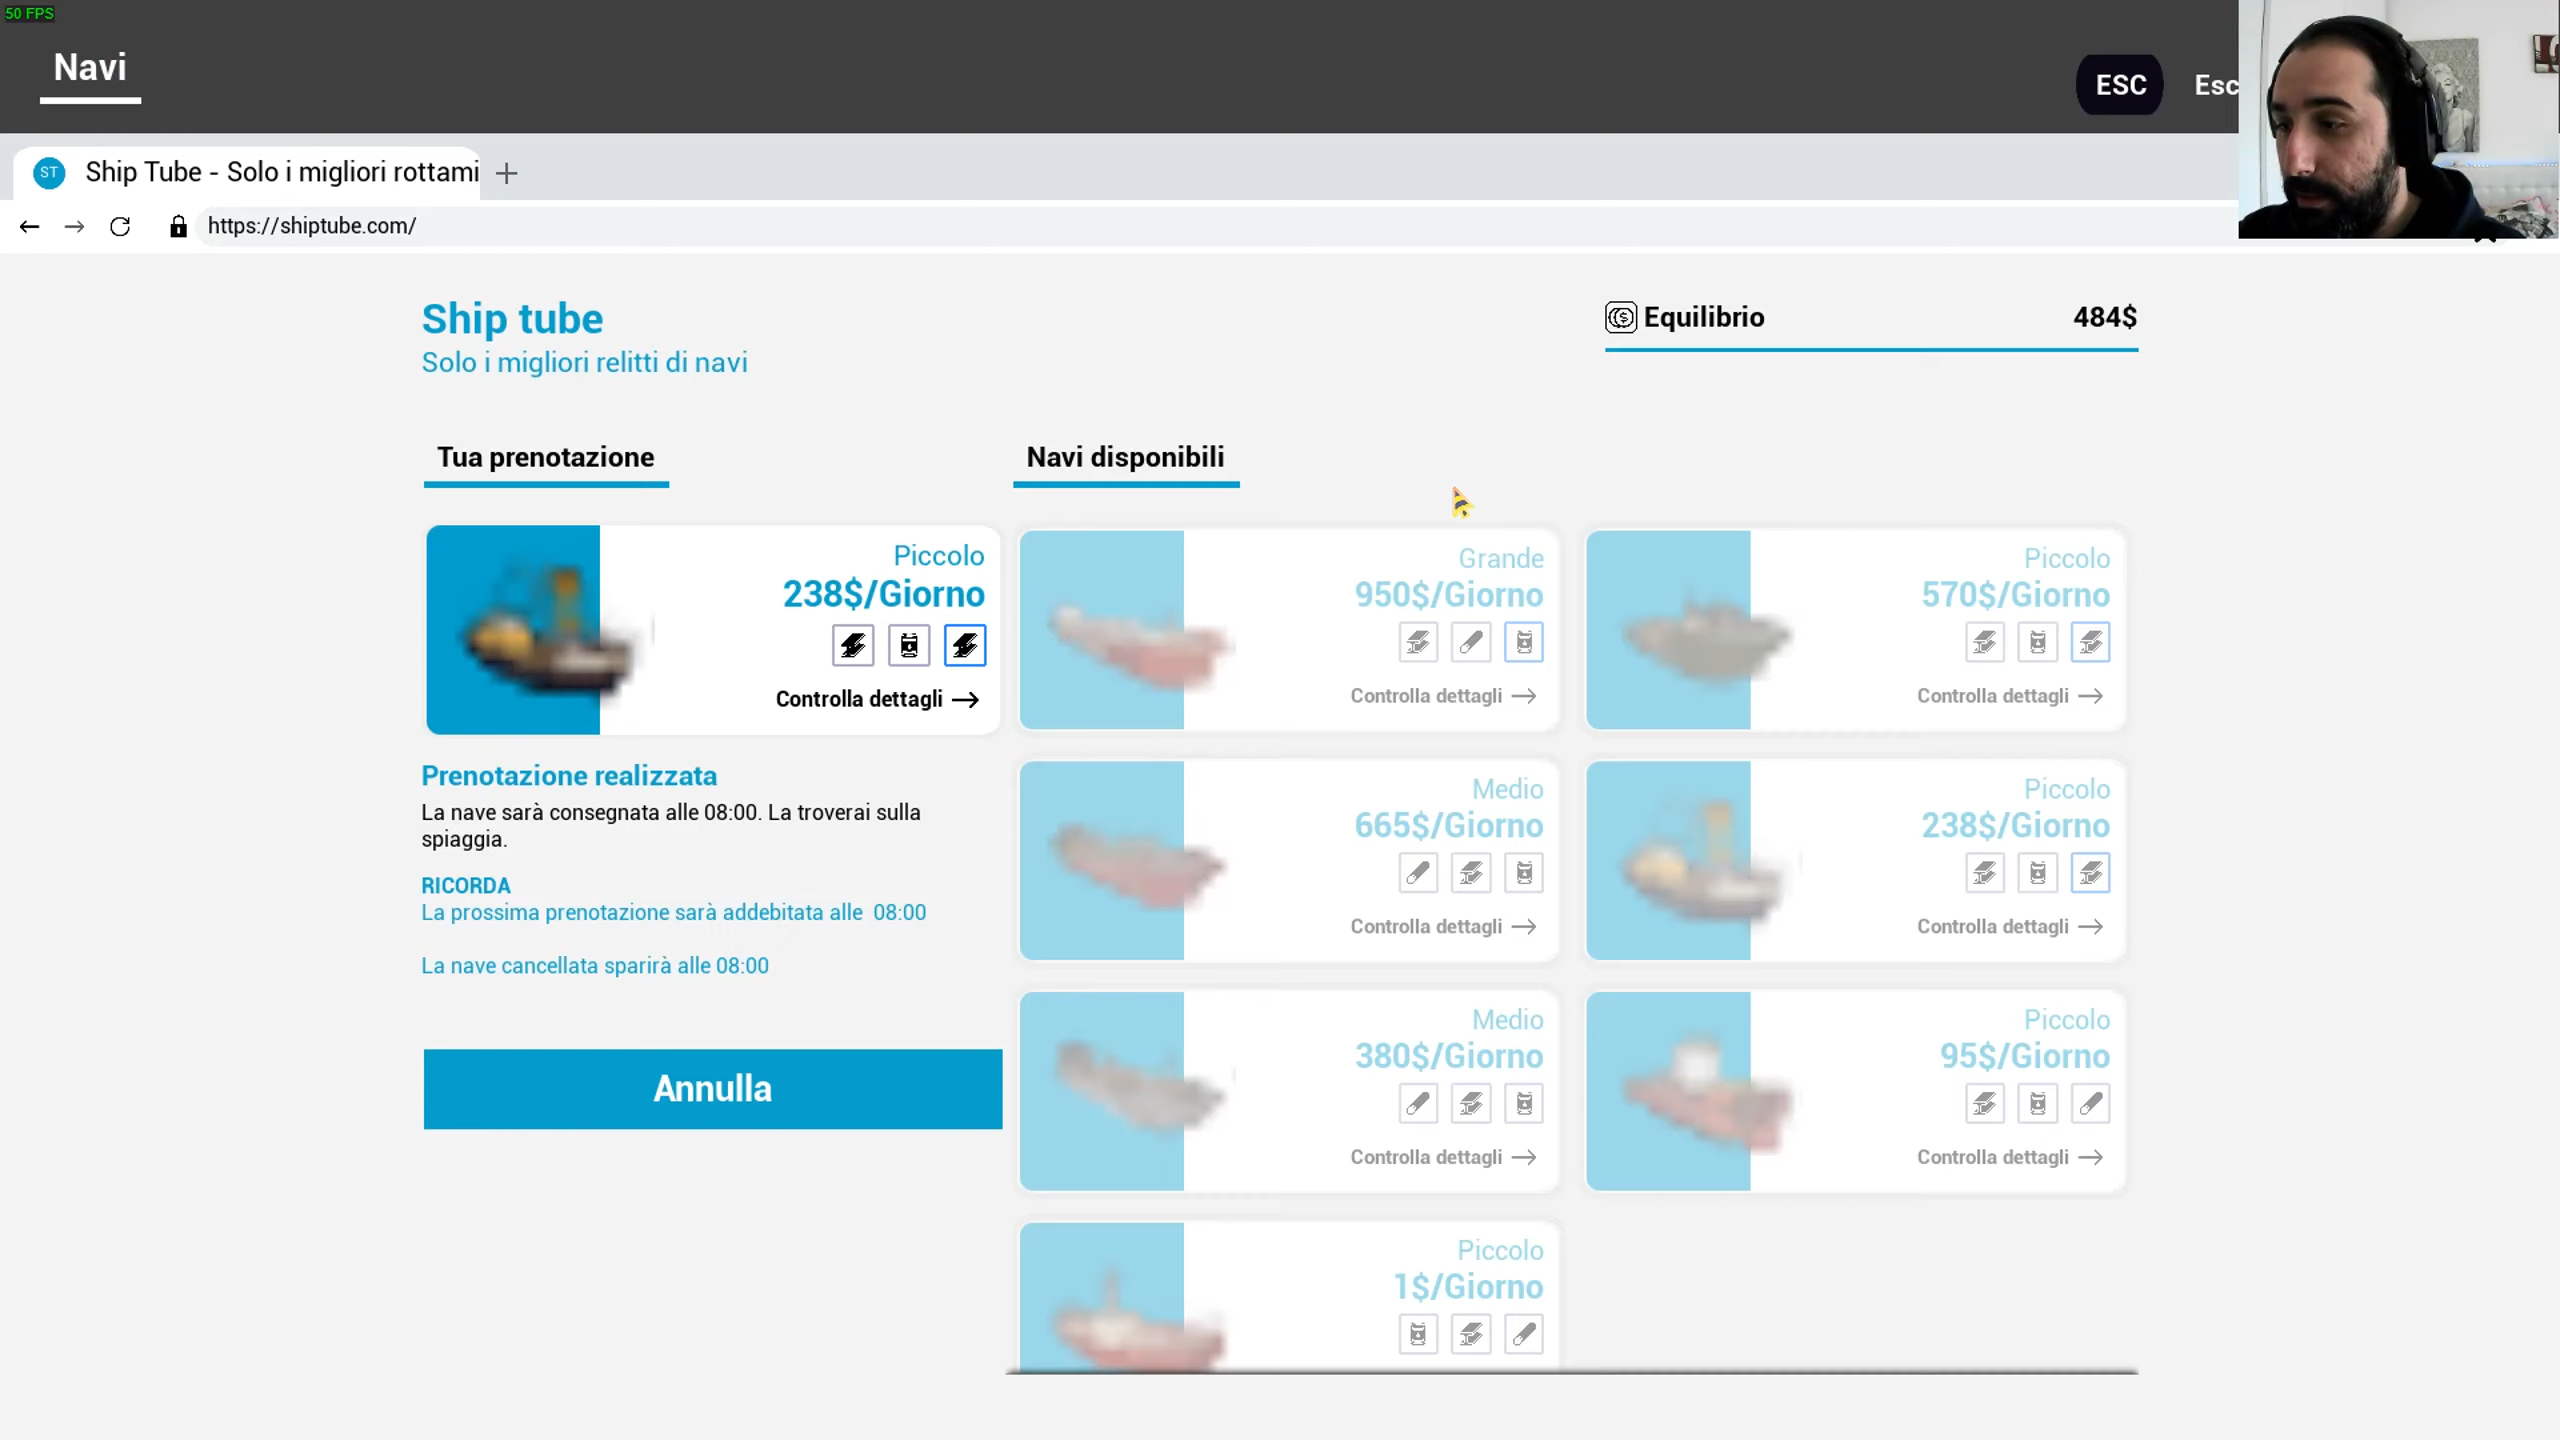 50 FPS
Navi
ESC Esc
ST Ship Tube - Solo i migliori rottami
https://shiptube.com/
Ship tube
Solo i migliori relitti di navi
Equilibrio 484$
Tua prenotazione
Piccolo
238$/Giorno
Controlla dettagli
Prenotazione realizzata
La nave sarà consegnata alle 08:00. La troverai sulla
spiaggia.
RICORDA
La prossima prenotazione sarà addebitata alle 08:00
La nave cancellata sparirà alle 08:00
Annulla
Navi disponibili
Grande
950$/Giorno
Controlla dettagli
Piccolo
570$/Giorno
Controlla dettagli
Medio
665$/Giorno
Controlla dettagli
Piccolo
238$/Giorno
Controlla dettagli
Medio
380$/Giorno
Controlla dettagli
Piccolo
95$/Giorno
Controlla dettagli
Piccolo
1$/Giorno